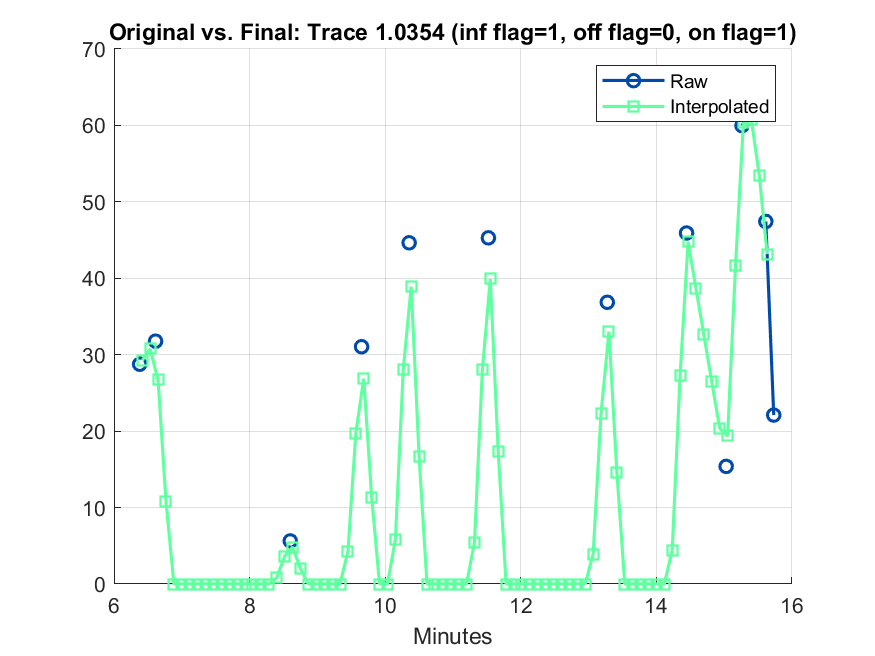 Original vs. Final: Trace 1.0354 (inf flag=1, off flag=0, on flag=1)
70
60
50
40
30
20
10
0
Raw
Interpolated
6 8 10 12 14 16
Minutes